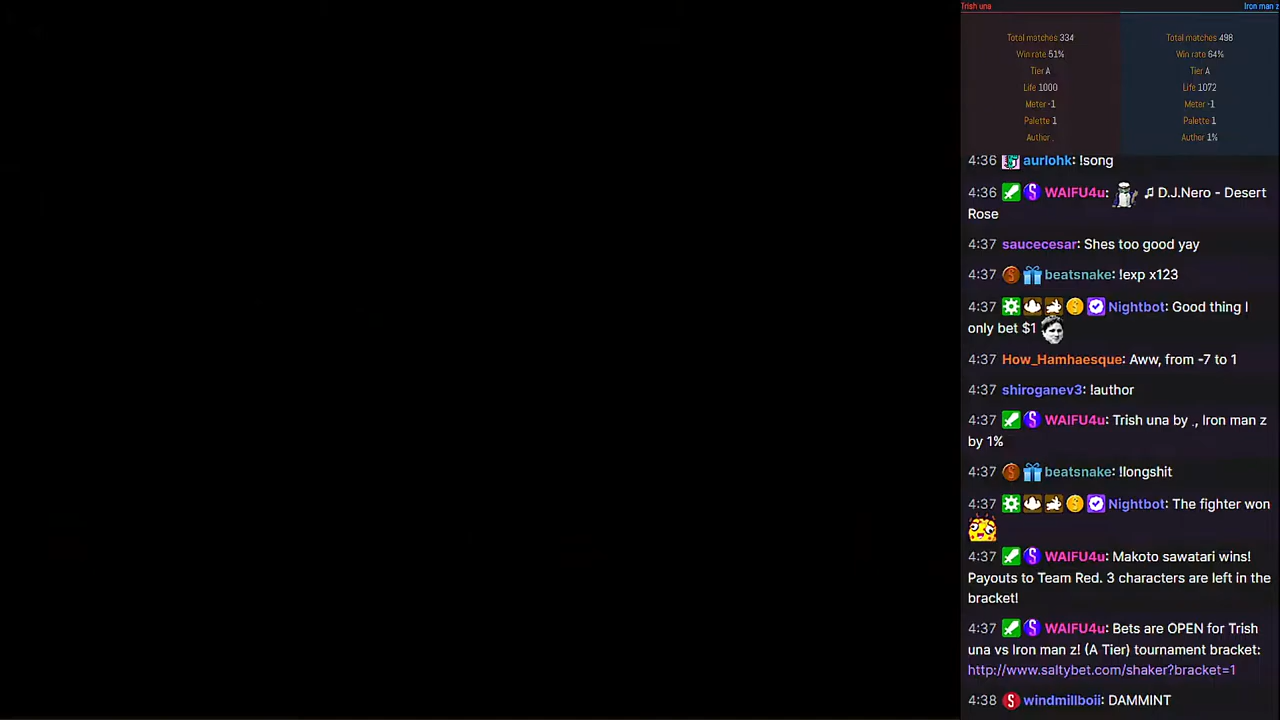 Trish una
Iron man z
Total matches 334
Win rate 51%
Tier A
Life 1000
Meter -1
Palette 1
Author .
Total matches 498
Win rate 64%
Tier A
Life 1072
Meter -1
Palette 1
Author 1%
4:36 auriohk: !song
4:36 WAIFU4u: ♫ D.J.Nero - Desert
Rose
4:37 saucecesar: Shes too good yay
4:37 beatsnake: !exp x123
4:37 Nightbot: Good thing I
only bet $1
4:37 How_Hamhaesque: Aww, from -7 to 1
4:37 shiroganev3: !author
4:37 WAIFU4u: Trish una by ., Iron man z
by 1%
4:37 beatsnake: !longshit
4:37 Nightbot: The fighter won
4:37 WAIFU4u: Makoto sawatari wins!
Payouts to Team Red. 3 characters are left in the
bracket!
4:37 WAIFU4u: Bets are OPEN for Trish
una vs Iron man z! (A Tier) tournament bracket:
http://www.saltybet.com/shaker?bracket=1
4:38 windmillboii: DAMMINT